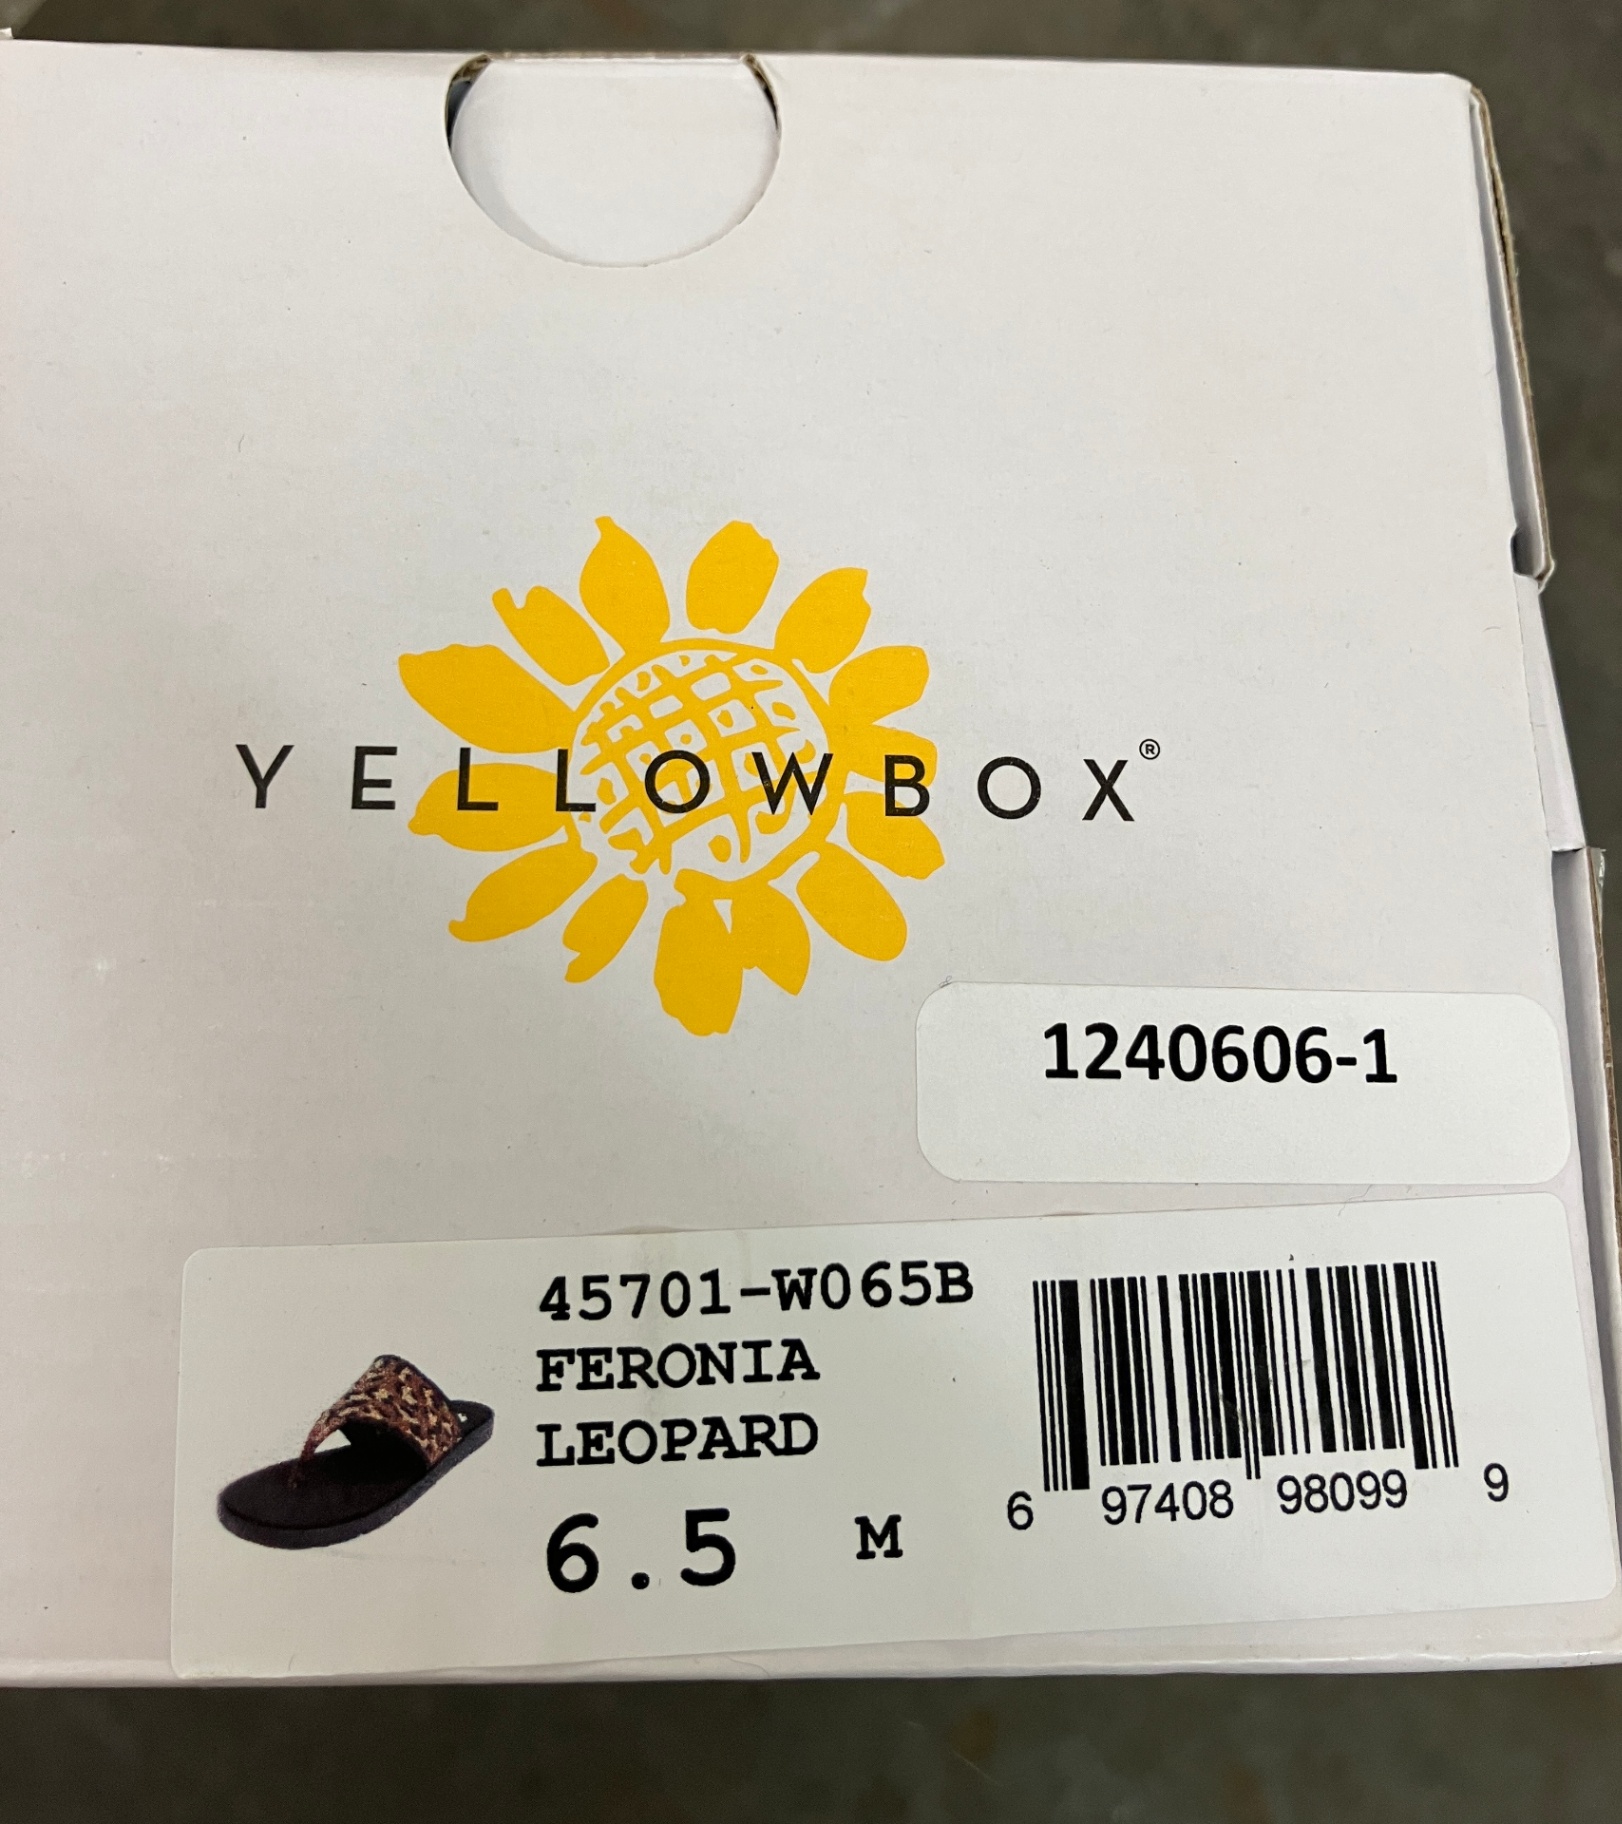 YELLOWBOX®
1240606-1
45701-W065B
FERONIA
LEOPARD
6.5 M
6 97408 98099 9